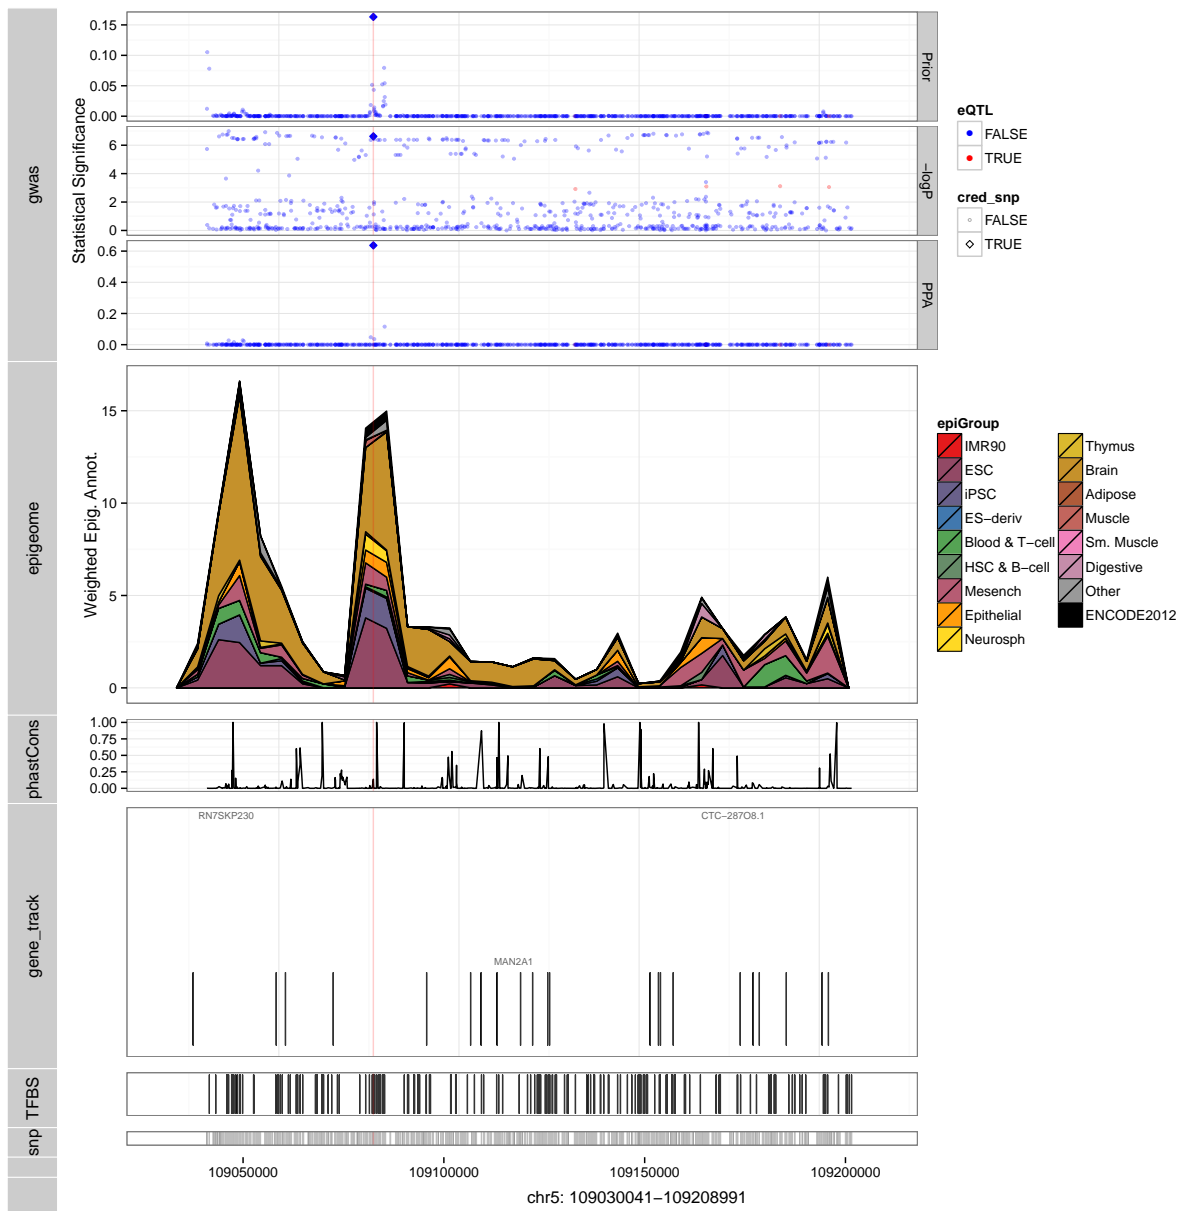 gwas
Statistical Significance
0.15
0.10
0.05
0.00
Prior
6
4
2
0
−logP
0.6
0.4
0.2
0.0
PPA
eQTL
FALSE
TRUE
cred_snp
FALSE
TRUE
epigeome
Weighted Epig. Annot.
15
10
5
0
epiGroup
IMR90
ESC
iPSC
ES−deriv
Blood & T−cell
HSC & B−cell
Mesench
Epithelial
Neurosph
Thymus
Brain
Adipose
Muscle
Sm. Muscle
Digestive
Other
ENCODE2012
phastCons
1.00
0.75
0.50
0.25
0.00
gene_track
RN7SKP230
CTC−287O8.1
MAN2A1
TFBS
snp
109050000
109100000
109150000
109200000
chr5: 109030041−109208991